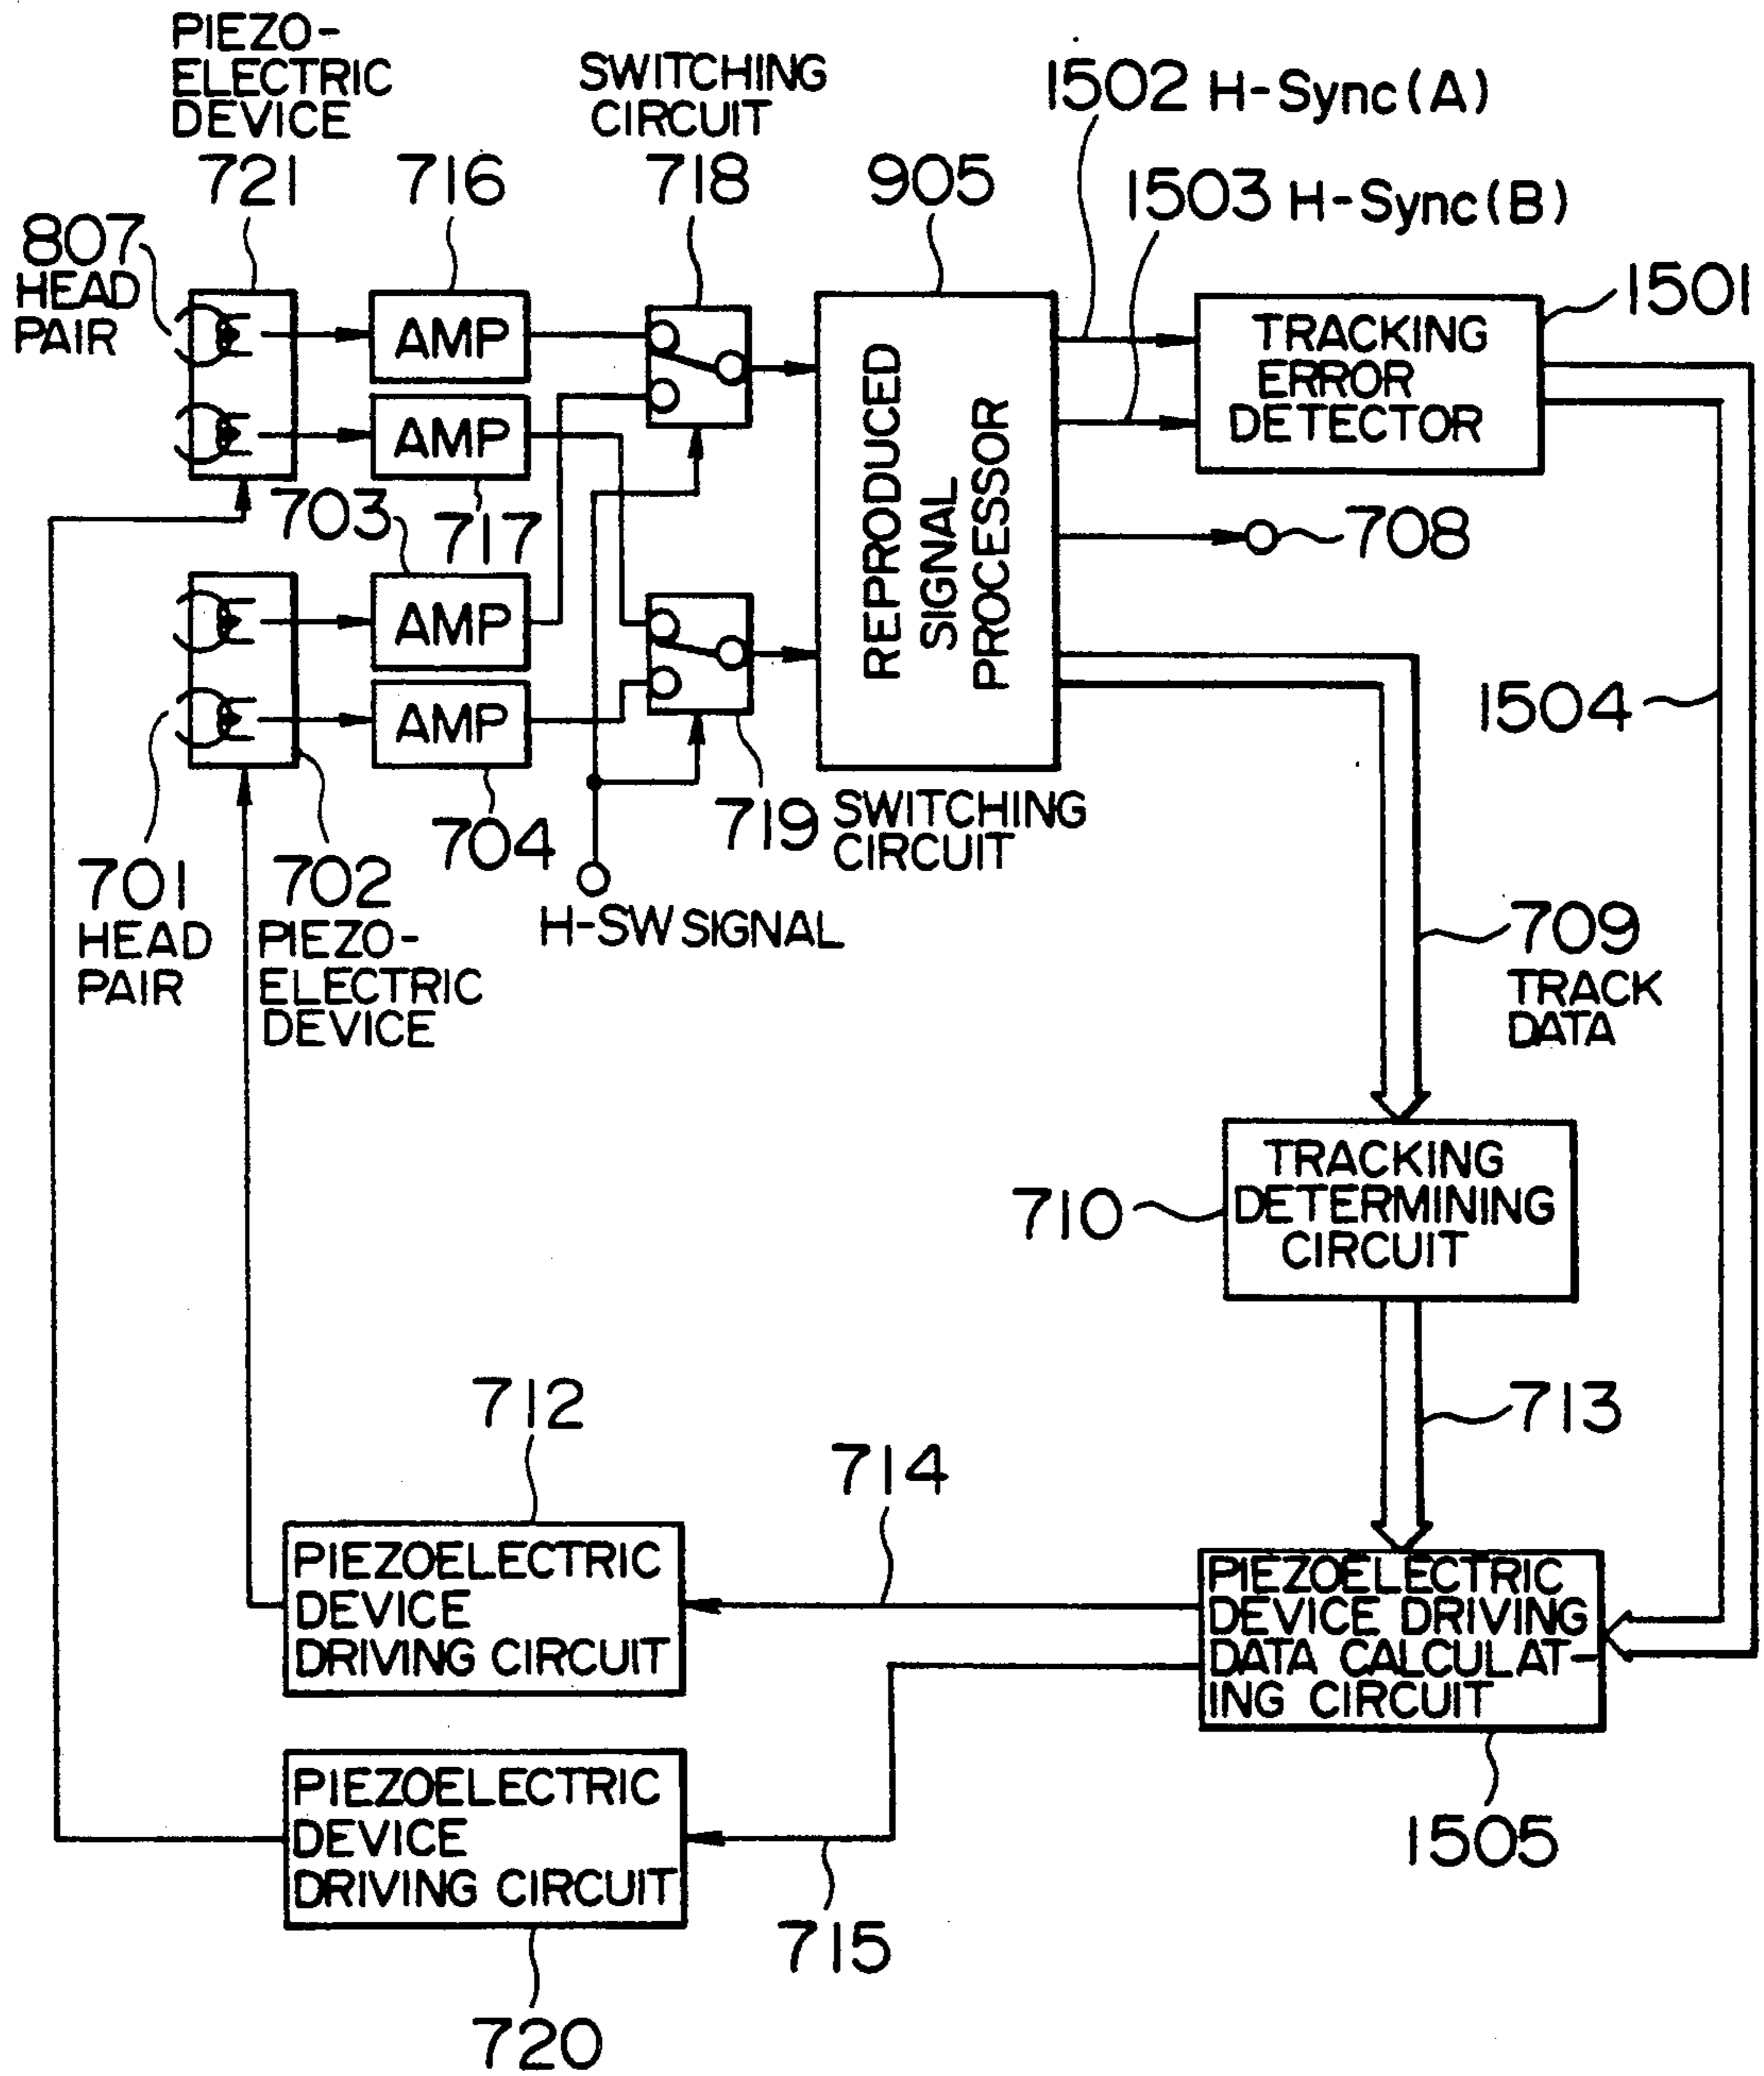 PIEZO-
ELECTRIC
DEVICE
721
716
SWITCHING
CIRCUIT
718
905
1502 H-Sync(A)
1503 H-Sync(B)
1501
807
HEAD
PAIR
AMP
AMP
703
717
AMP
AMP
704
REPRODUCED
SIGNAL
PROCESSOR
TRACKING
ERROR
DETECTOR
708
1504
719 SWITCHING
CIRCUIT
701
HEAD
PAIR
702
PIEZO-
ELECTRIC
DEVICE
H-SW SIGNAL
709
TRACK
DATA
710
TRACKING
DETERMINING
CIRCUIT
713
712
714
PIEZOELECTRIC
DEVICE
DRIVING CIRCUIT
PIEZOELECTRIC
DEVICE DRIVING
DATA CALCULAT-
ING CIRCUIT
1505
PIEZOELECTRIC
DEVICE
DRIVING CIRCUIT
715
720